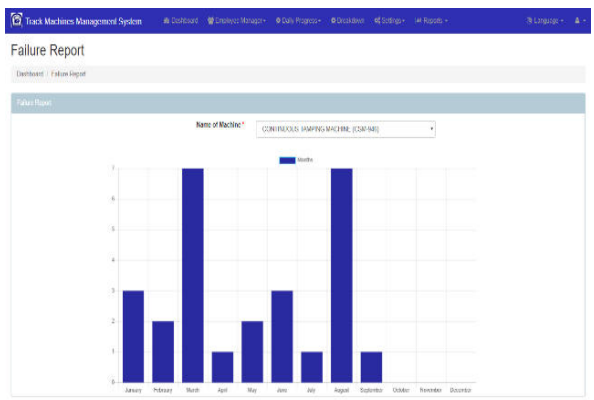 Track Machines Management System Dashboard Employee Manager Daily Progress Breakdown Settings Reports Language
Failure Report
Dashboard / Failure Report
Failure Report
Name of Machine *
CONTINUOUS TAMPING MACHINE
Months
7
6
5
4
3
2
1
0
January February March April May June July August September October November December